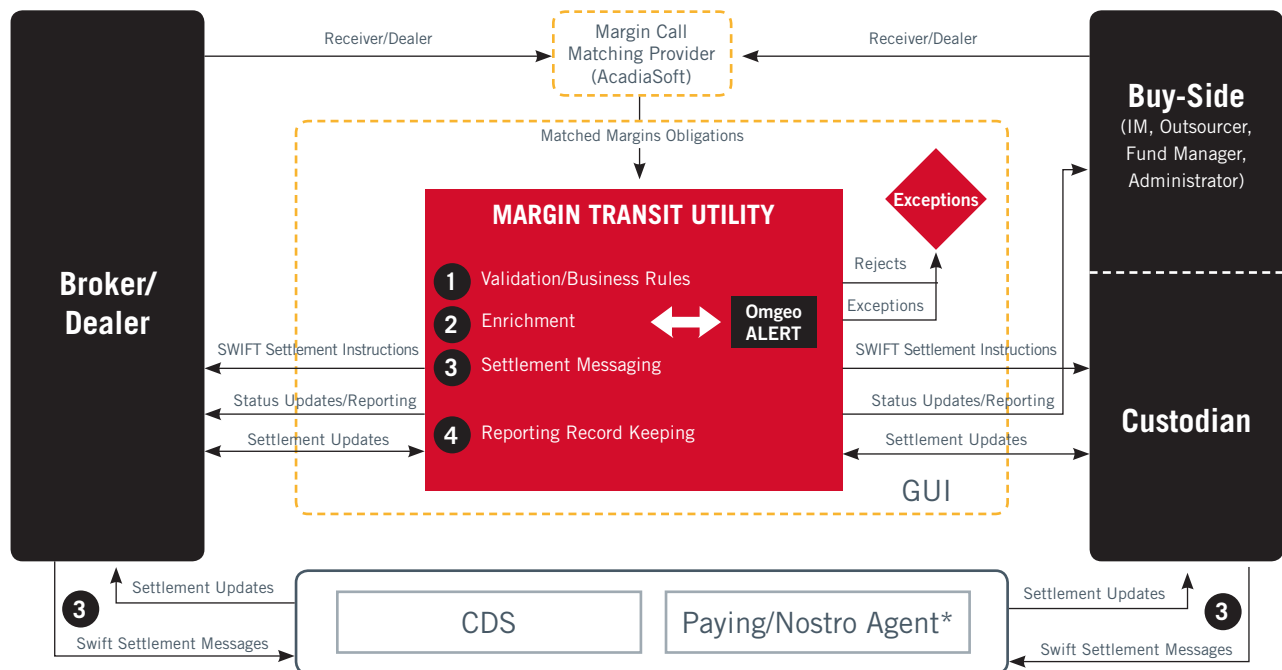 Receiver/Dealer
Margin Call
Matching Provider
(AcadiaSoft)
Receiver/Dealer
Buy-Side
(IM, Outsourcer,
Fund Manager,
Administrator)
Matched Margins Obligations
Exceptions
MARGIN TRANSIT UTILITY
Broker/
Dealer
1 Validation/Business Rules
Rejects
2 Enrichment
Omgeo
ALERT
Exceptions
SWIFT Settlement Instructions
3 Settlement Messaging
SWIFT Settlement Instructions
Status Updates/Reporting
Status Updates/Reporting
Custodian
4 Reporting Record Keeping
Settlement Updates
Settlement Updates
GUI
Settlement Updates
3
Swift Settlement Messages
CDS
Paying/Nostro Agent*
Settlement Updates
3
Swift Settlement Messages